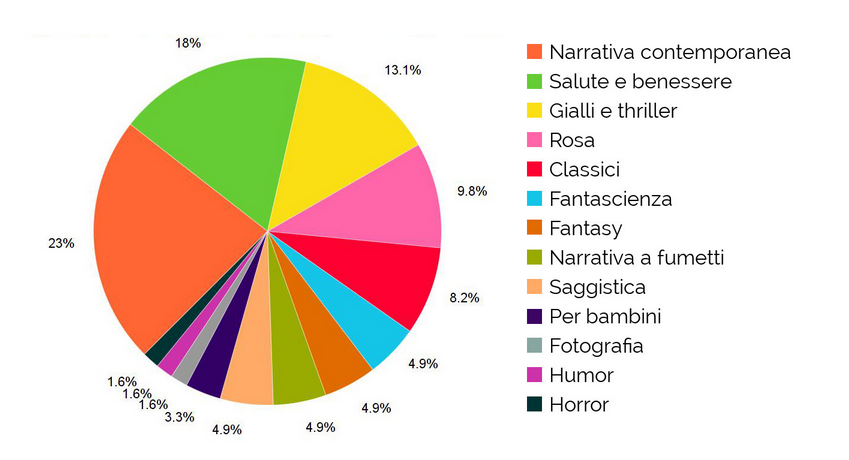 18%
13.1%
9.8%
8.2%
4.9%
4.9%
4.9%
4.9%
3.3%
1.6%
1.6%
1.6%
23%
Narrativa contemporanea
Salute e benessere
Gialli e thriller
Rosa
Classici
Fantascienza
Fantasy
Narrativa a fumetti
Saggistica
Per bambini
Fotografia
Humor
Horror